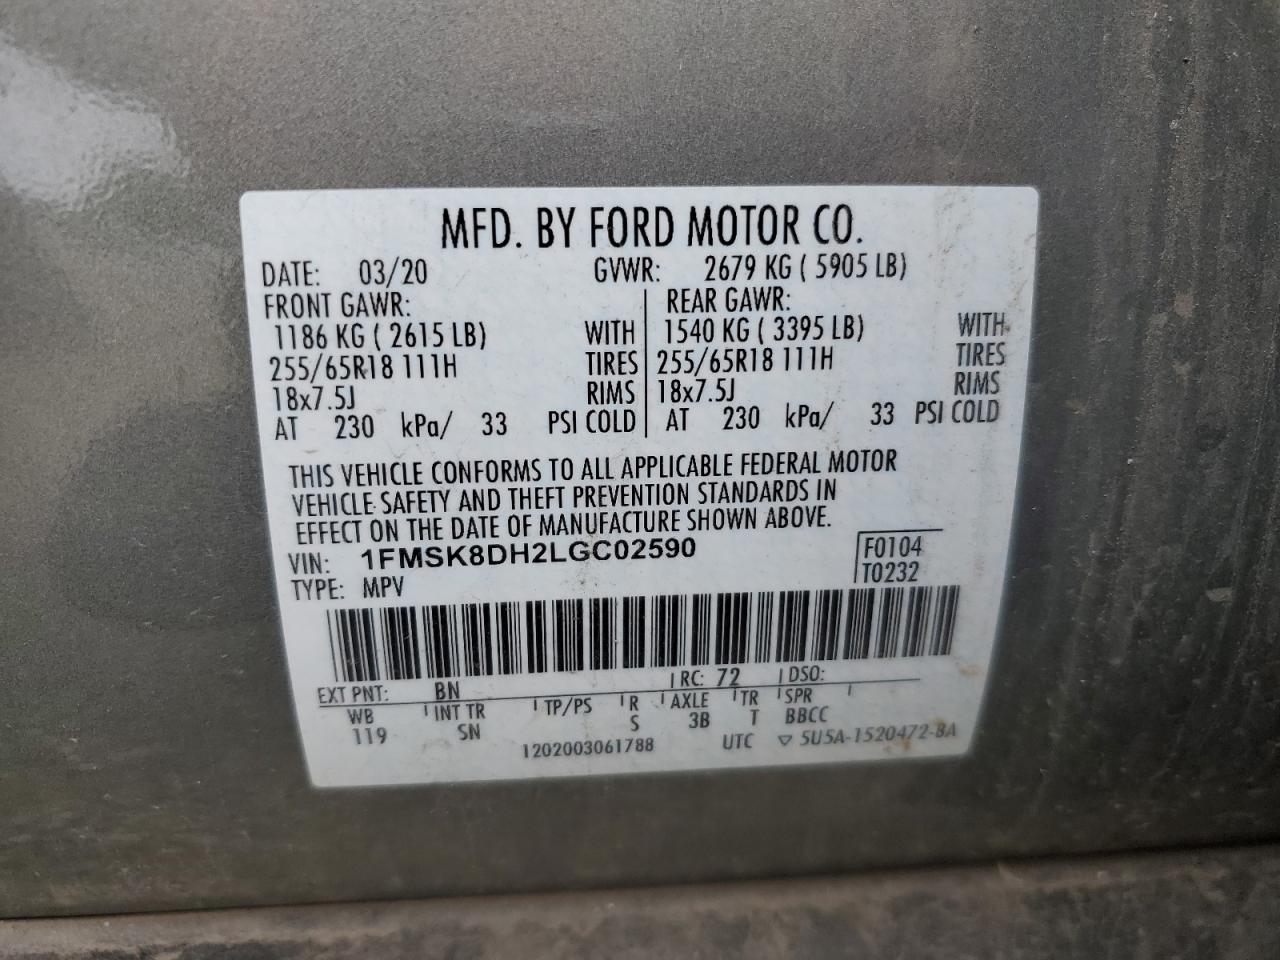 MFD. BY FORD MOTOR CO.
DATE: 03/20 GVWR: 2679 KG ( 5905 LB)
FRONT GAWR: REAR GAWR:
1186 KG ( 2615 LB) WITH 1540 KG ( 3395 LB) WITH
255/65R18 111H TIRES 255/65R18 111H TIRES
18x7.5J RIMS 18x7.5J RIMS
AT 230 kPa/ 33 PSI COLD AT 230 kPa/ 33 PSI COLD
THIS VEHICLE CONFORMS TO ALL APPLICABLE FEDERAL MOTOR
VEHICLE SAFETY AND THEFT PREVENTION STANDARDS IN
EFFECT ON THE DATE OF MANUFACTURE SHOWN ABOVE.
VIN: 1FMSK8DH2LGC02590 F0104
TYPE: MPV T0232
EXT PNT: BN RC: 72 DSO:
WB INT TR TP/PS R AXLE TR SPR
119 SN S 3B T BBCC
1202003061788 UTC ▽ 5U5A-1520472-BA